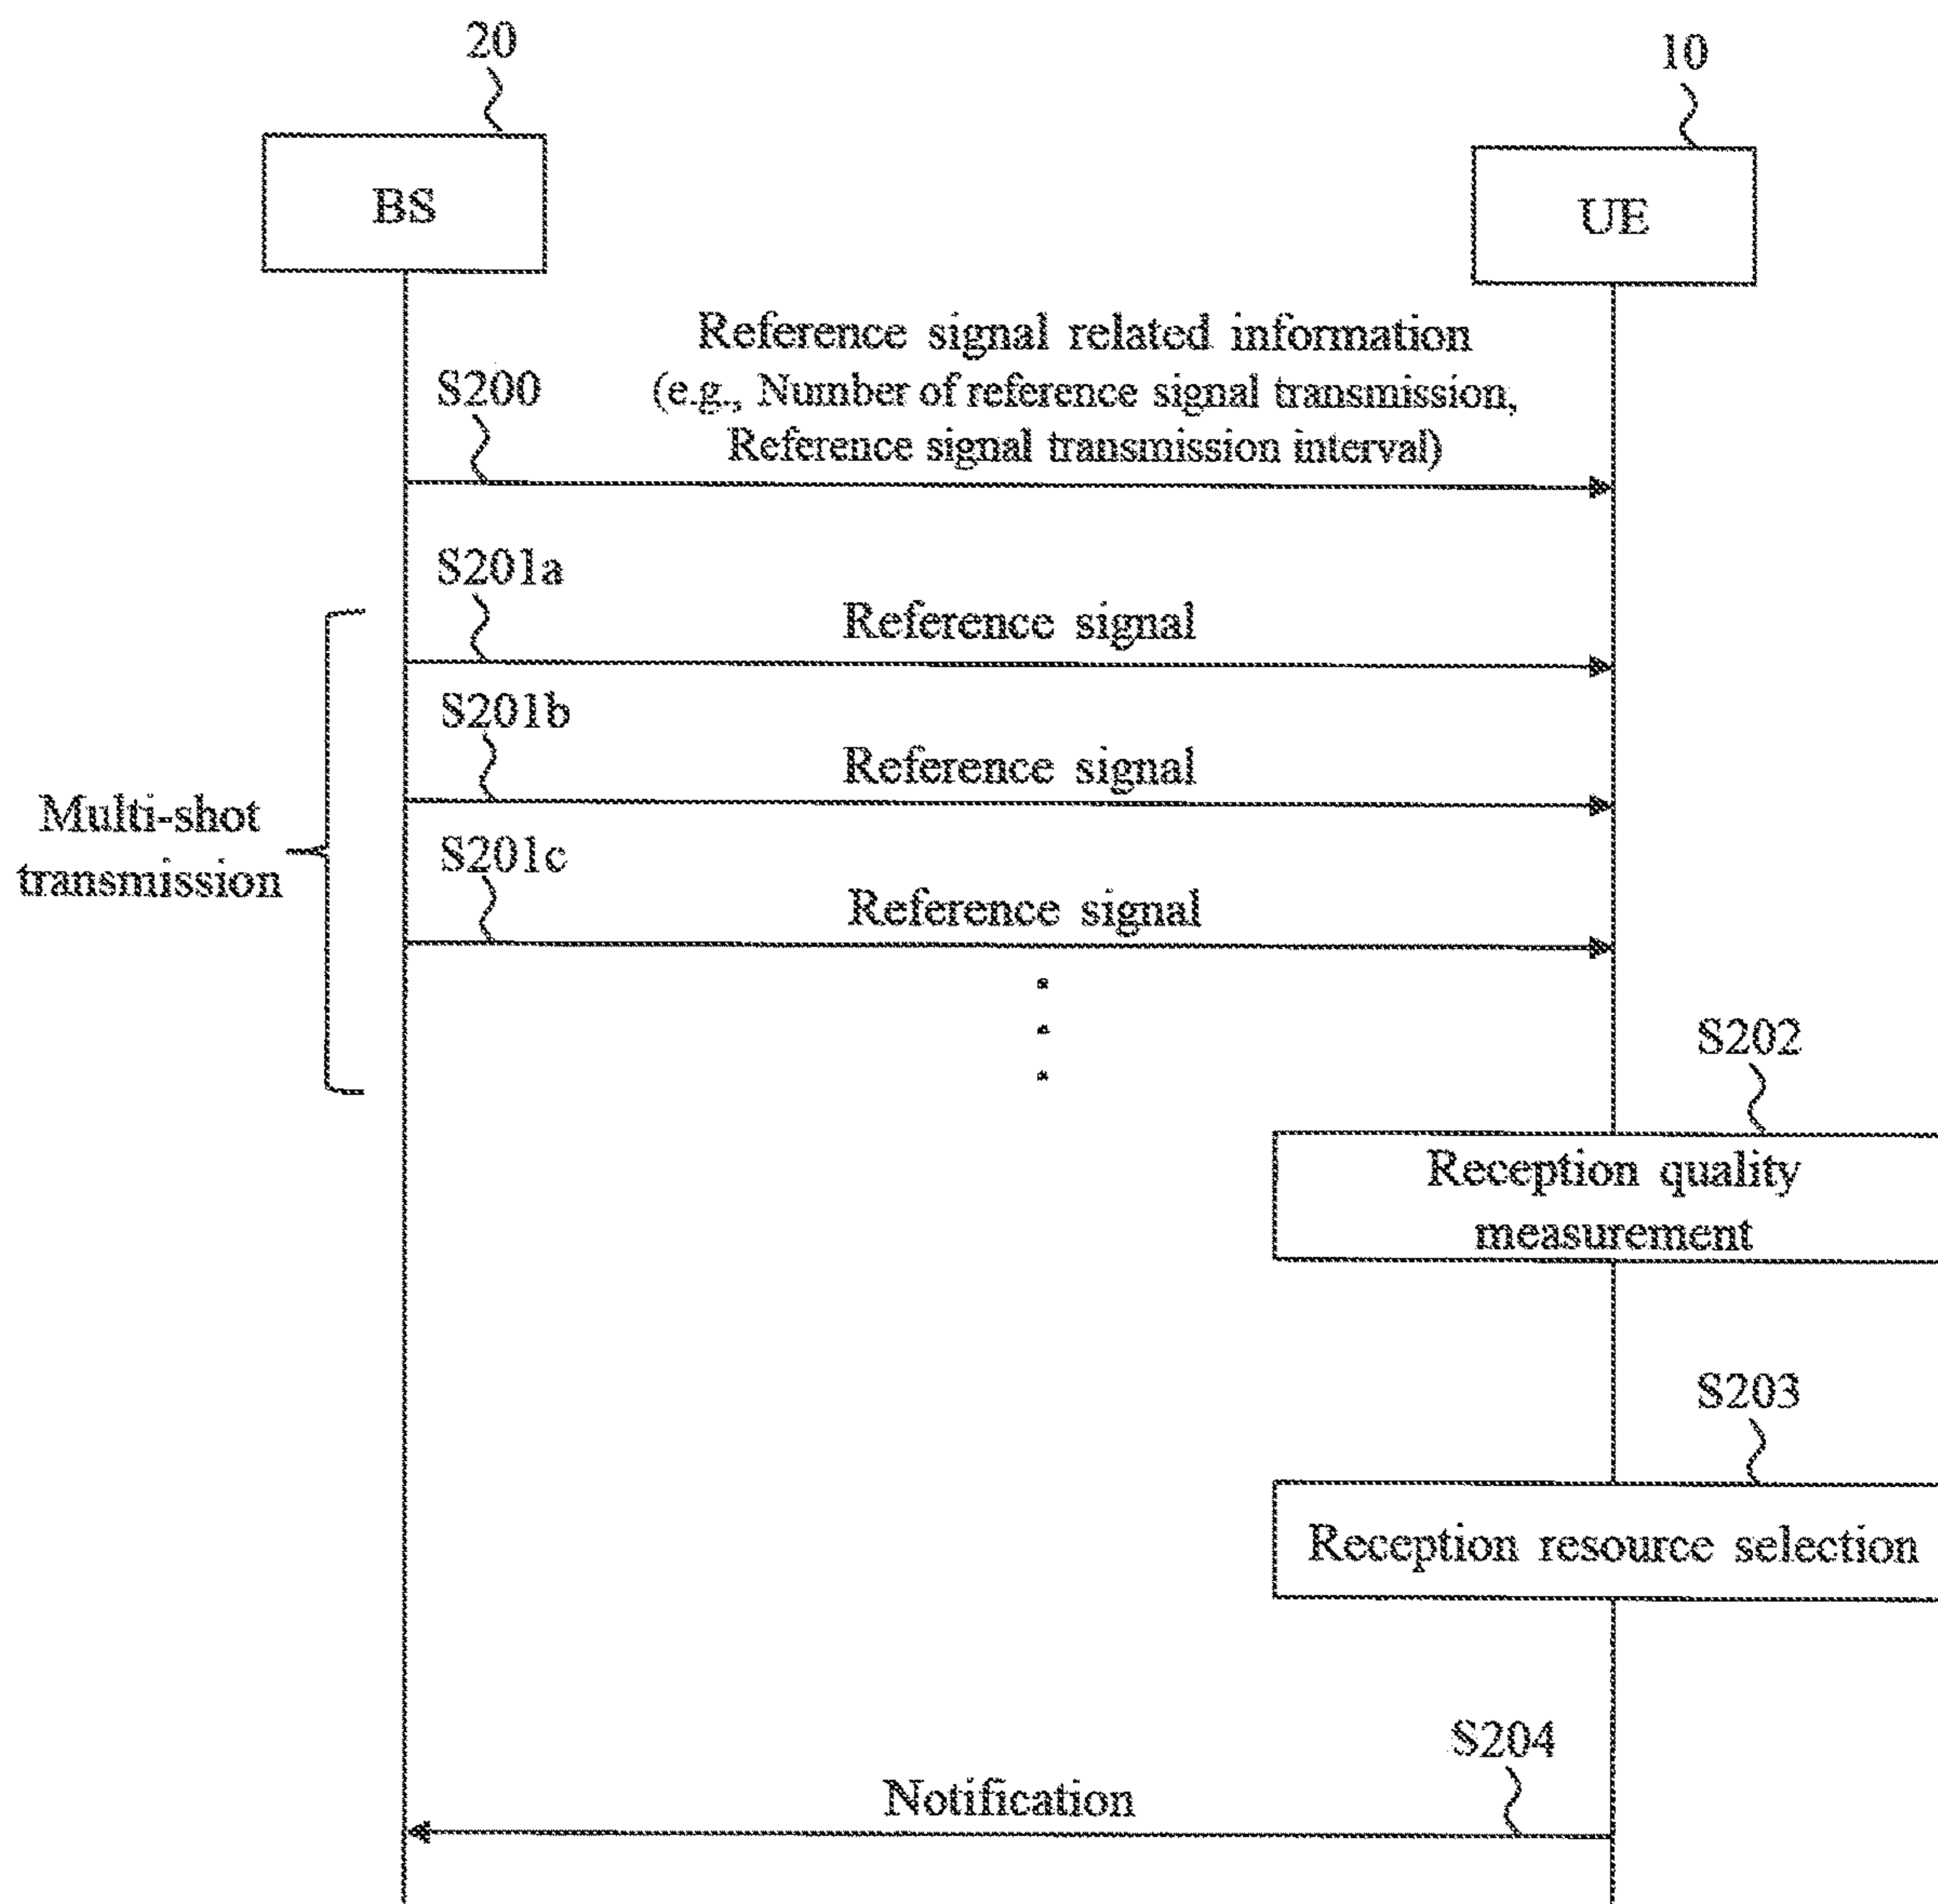 20
10
BS
UE
Reference signal related information
(e.g., Number of reference signal transmission,
Reference signal transmission interval)
S200
S201a
Reference signal
S201b
Reference signal
Multi-shot
transmission
S201c
Reference signal
S202
Reception quality
measurement
S203
Reception resource selection
S204
Notification